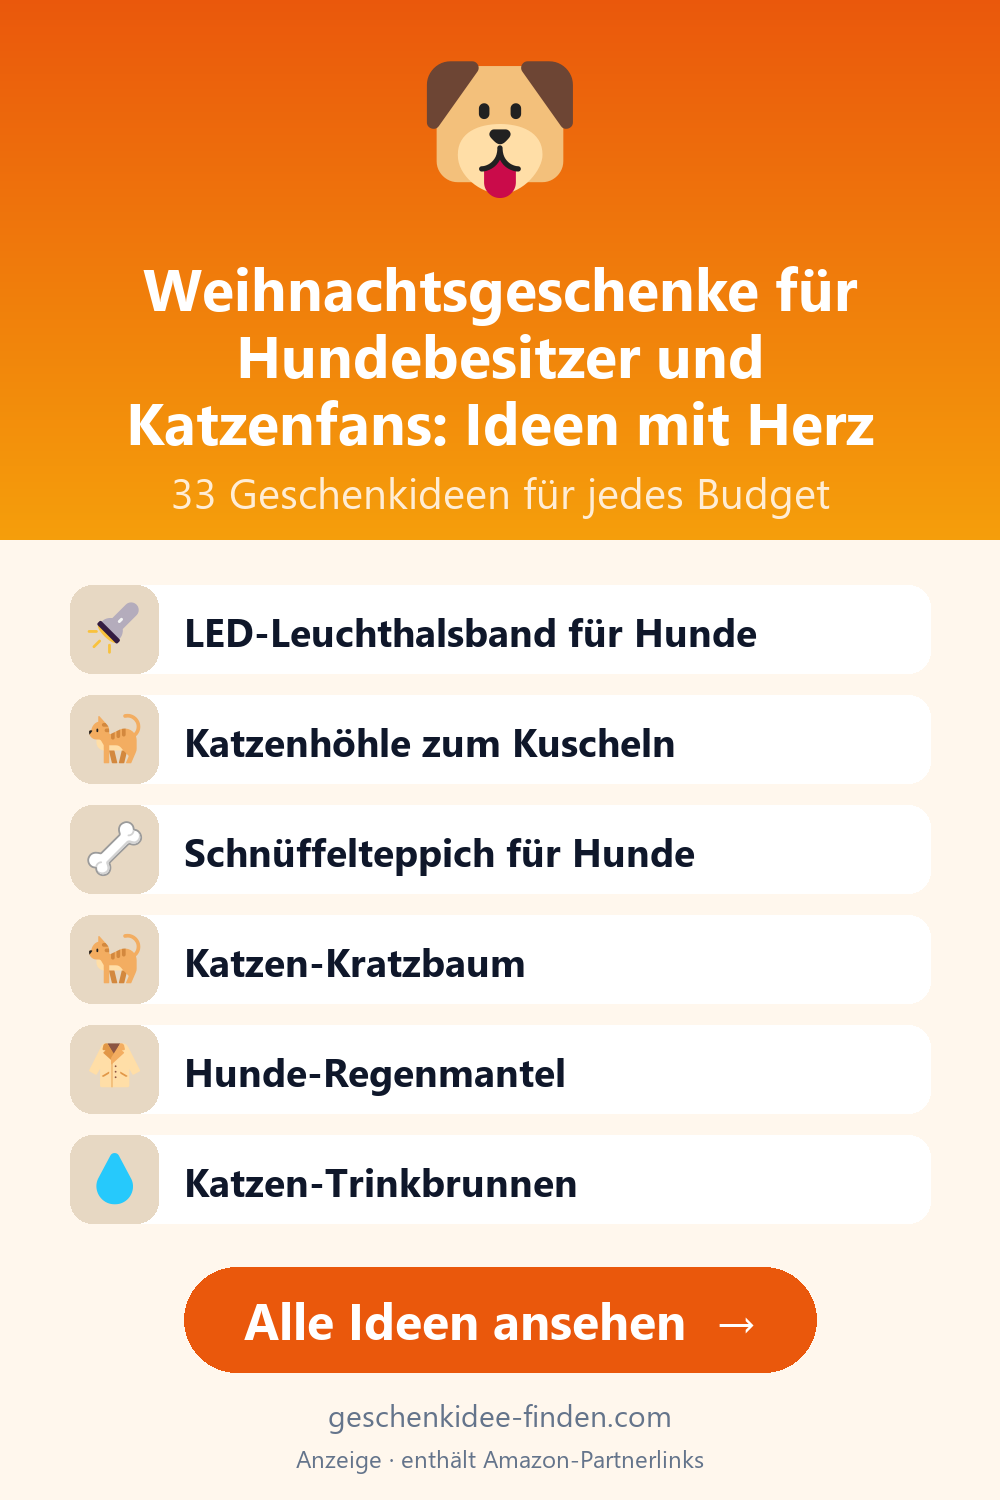 Weihnachtsgeschenke für
Hundebesitzer und
Katzenfans: Ideen mit Herz
33 Geschenkideen für jedes Budget
LED-Leuchthalsband für Hunde
Katzenhöhle zum Kuscheln
Schnüffelteppich für Hunde
Katzen-Kratzbaum
Hunde-Regenmantel
Katzen-Trinkbrunnen
Alle Ideen ansehen →
geschenkidee-finden.com
Anzeige · enthält Amazon-Partnerlinks